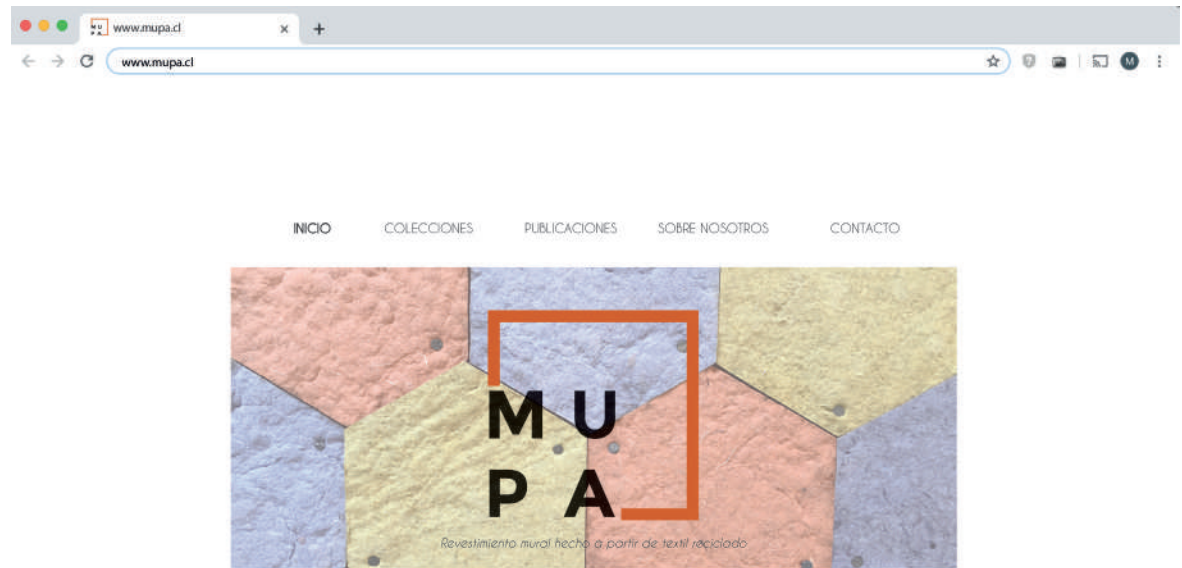 MU
PA
www.mupa.cl
www.mupa.cl
M
INICIO COLECCIONES PUBLICACIONES SOBRE NOSOTROS CONTACTO
M U
P A
Revestimiento mural hecho a partir de textil reciclado